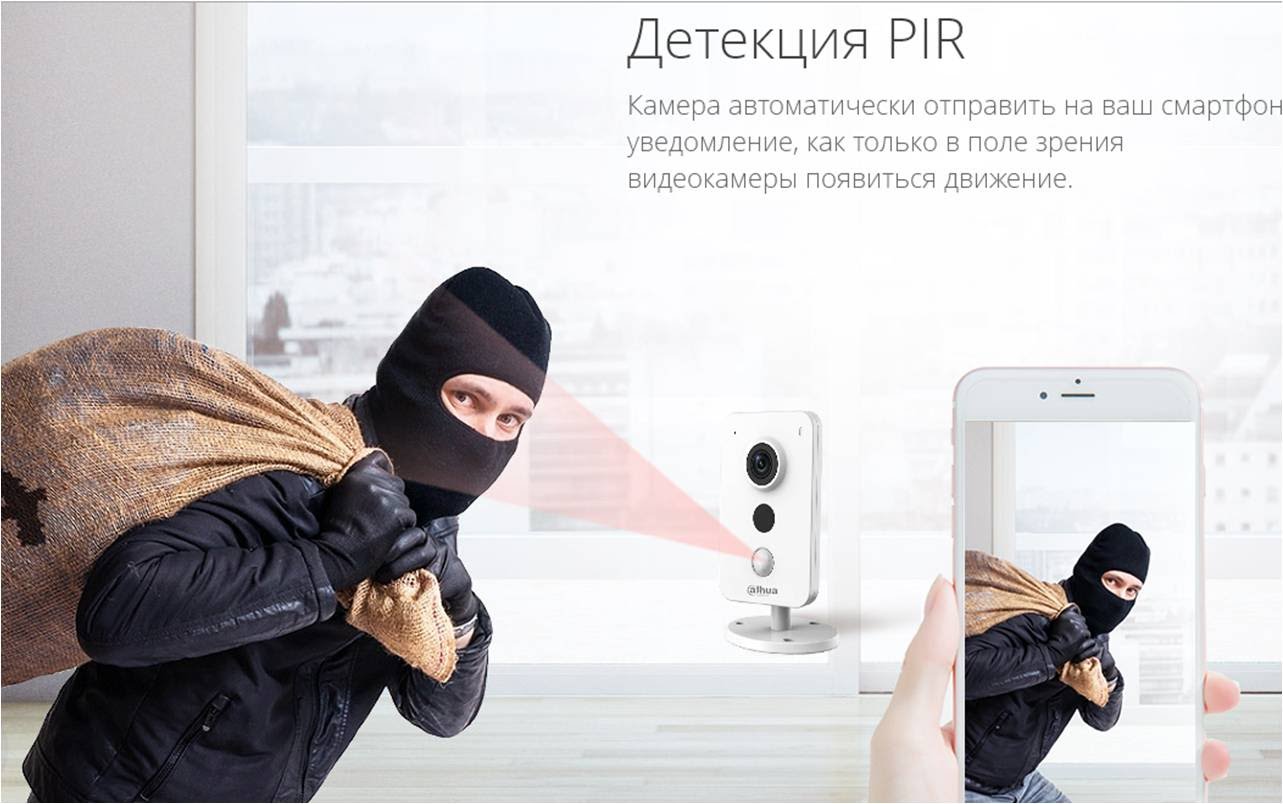 Детекция PIR
Камера автоматически отправить на ваш смартфон
уведомление, как только в поле зрения
видеокамеры появиться движение.
alhua